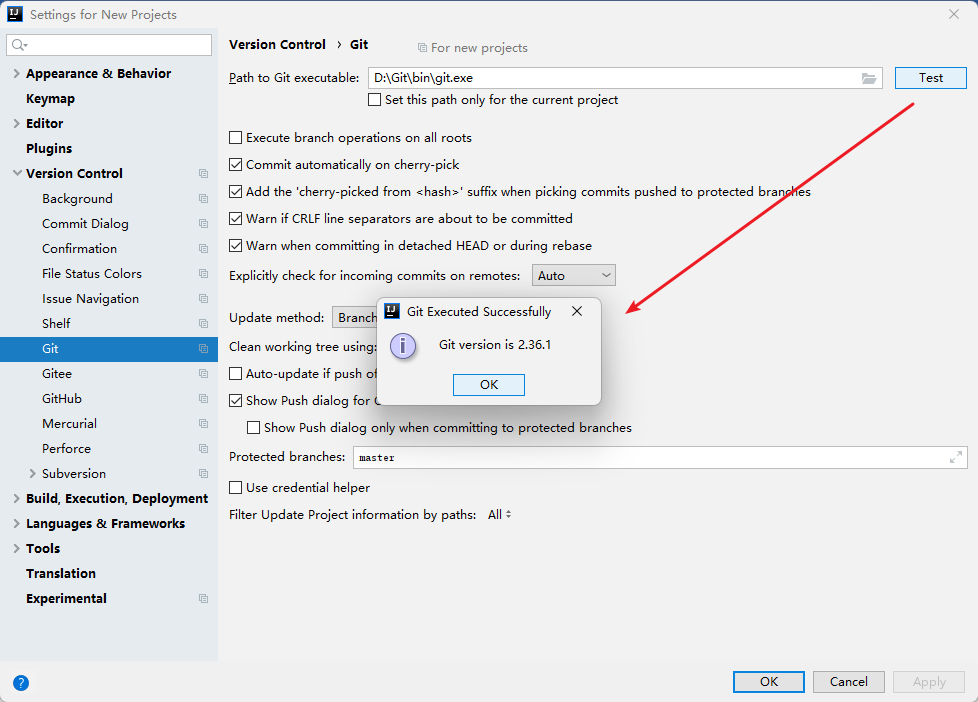 Settings for New Projects
Version Control › Git For new projects
Appearance & Behavior
Keymap
Editor
Plugins
Version Control
Background
Commit Dialog
Confirmation
File Status Colors
Issue Navigation
Shelf
Git
Gitee
GitHub
Mercurial
Perforce
Subversion
Build, Execution, Deployment
Languages & Frameworks
Tools
Translation
Experimental
Path to Git executable: D:\Git\bin\git.exe Test
Set this path only for the current project
Execute branch operations on all roots
Commit automatically on cherry-pick
Add the 'cherry-picked from <hash>' suffix when picking commits pushed to protected branches
Warn if CRLF line separators are about to be committed
Warn when committing in detached HEAD or during rebase
Explicitly check for incoming commits on remotes: Auto
Update method: Branch
Clean working tree using:
Auto-update if push of
Show Push dialog for
Show Push dialog only when committing to protected branches
Protected branches: master
Use credential helper
Filter Update Project information by paths: All
IJ Git Executed Successfully
Git version is 2.36.1
OK
? OK Cancel Apply